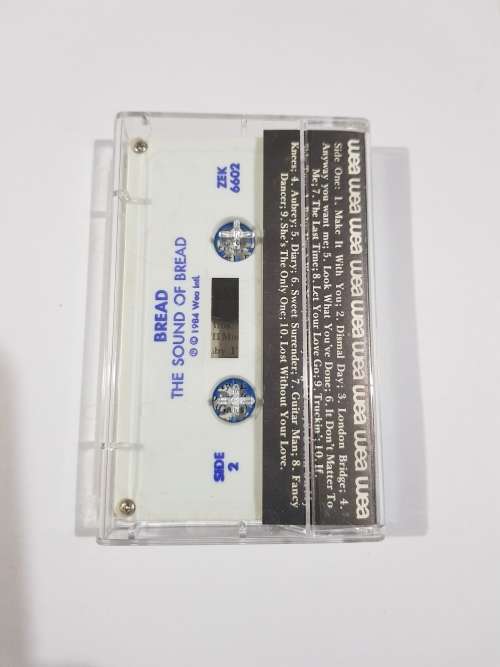 wea wea wea wea wea wea wea wea wea
Side One: 1. Make It With You; 2. Dismal Day; 3. London Bridge; 4.
Anyway you want me; 5. Look What You've Done; 6. It Don't Matter To
Me; 7. The Last Time; 8. Let Your Love Go; 9. Truckin'; 10. If
Knees; 4. Aubrey; 5. Diary; 6. Sweet Surrender; 7. Guitar Man; 8. Fancy
Dancer; 9. She's The Only One; 10. Lost Without Your Love.
ZEK
6602
BREAD
THE SOUND OF BREAD
℗ © 1984 Wea Intl.
SIDE
2